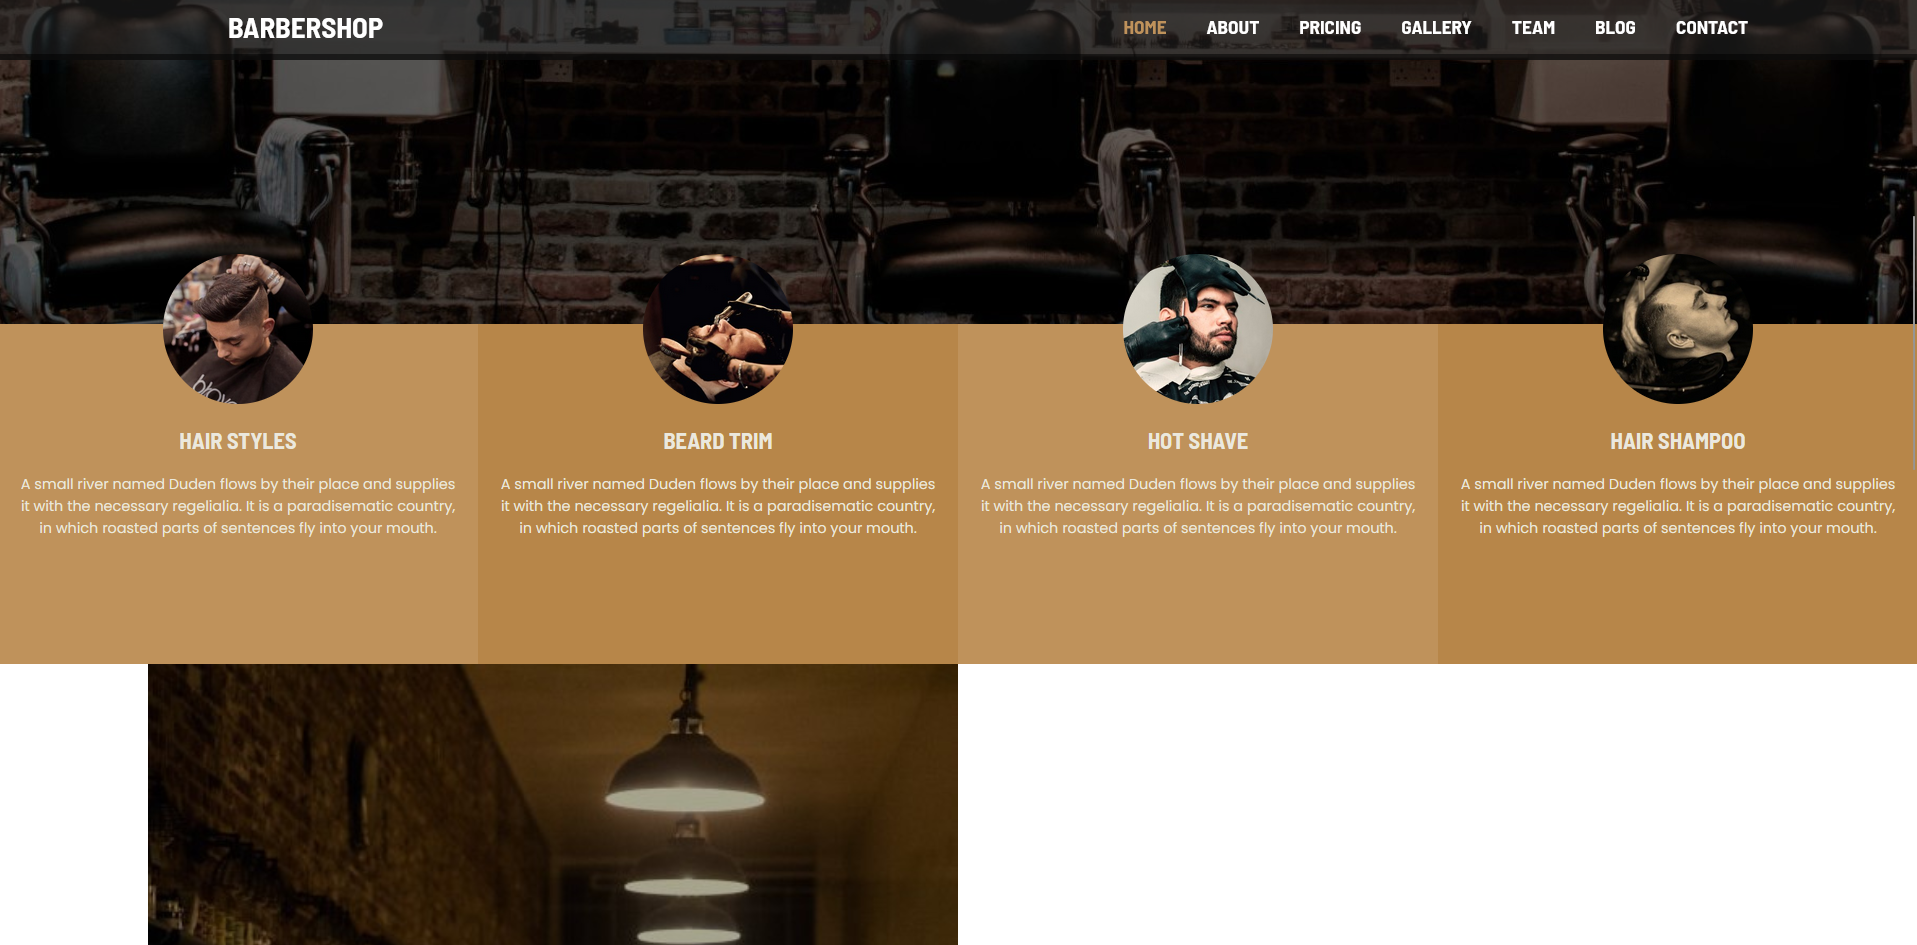 BARBERSHOP
HOME ABOUT PRICING GALLERY TEAM BLOG CONTACT
HAIR STYLES
A small river named Duden flows by their place and supplies
it with the necessary regelialia. It is a paradisematic country,
in which roasted parts of sentences fly into your mouth.
BEARD TRIM
A small river named Duden flows by their place and supplies
it with the necessary regelialia. It is a paradisematic country,
in which roasted parts of sentences fly into your mouth.
HOT SHAVE
A small river named Duden flows by their place and supplies
it with the necessary regelialia. It is a paradisematic country,
in which roasted parts of sentences fly into your mouth.
HAIR SHAMPOO
A small river named Duden flows by their place and supplies
it with the necessary regelialia. It is a paradisematic country,
in which roasted parts of sentences fly into your mouth.